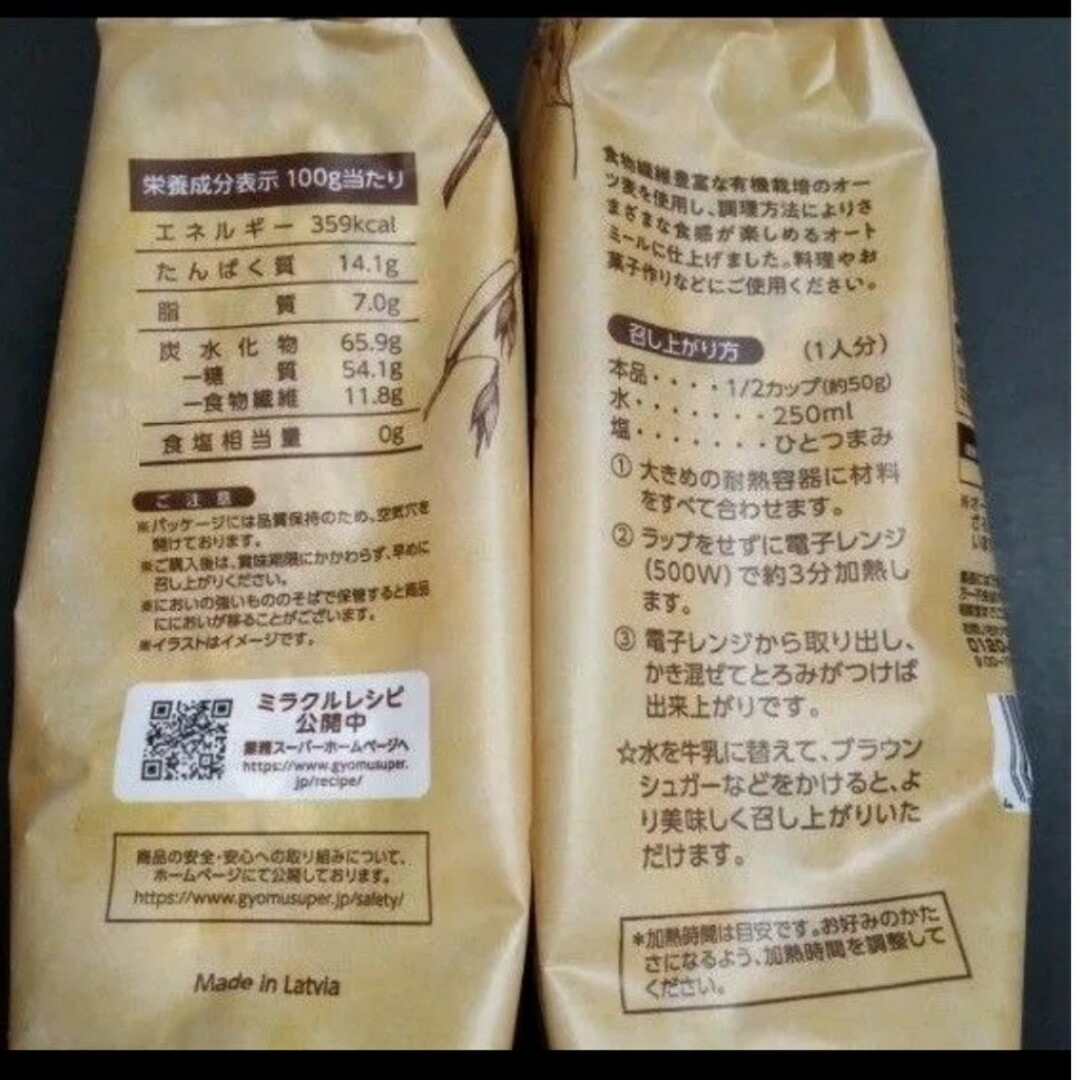 栄養成分表示 100g当たり
エネルギー 359kcal
たんぱく質 14.1g
脂質 7.0g
炭水化物 65.9g
―糖質 54.1g
―食物繊維 11.8g
食塩相当量 0g
ご注意
※パッケージには品質保持のため、空気穴を
開けております。
※ご購入後は、賞味期限にかかわらず、早めに
召し上がりください。
※においの強いもののそばで保管すると商品
ににおいが移ることがございます。
※イラストはイメージです。
ミラクルレシピ
公開中
業務スーパーホームページへ
https://www.gyomusuper.
jp/recipe/
商品の安全・安心への取り組みについて、
ホームページにて公開しております。
https://www.gyomusuper.jp/safety/
Made in Latvia
食物繊維豊富な有機栽培のオー
ツ麦を使用し、調理方法によりさ
まざまな食感が楽しめるオート
ミールに仕上げました。料理やお
菓子作りなどにご使用ください。
召し上がり方 (1人分)
本品・・・・1/2カップ(約50g)
水・・・・・・・250ml
塩・・・・・・・ひとつまみ
① 大きめの耐熱容器に材料
をすべて合わせます。
② ラップをせずに電子レンジ
(500W)で約3分加熱し
ます。
③ 電子レンジから取り出し、
かき混ぜてとろみがつけば
出来上がりです。
☆水を牛乳に替えて、ブラウン
シュガーなどをかけると、よ
り美味しく召し上がりいた
だけます。
*加熱時間は目安です。お好みのかた
さになるよう、加熱時間を調整して
ください。
0120
9:00
4